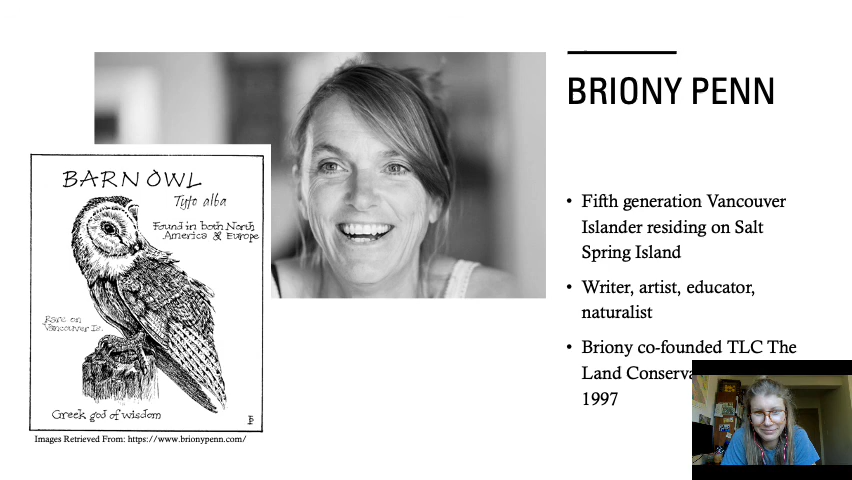 BRIONY PENN
BARN OWL
Tyto alba
Found in both North
America & Europe
Rare on
Vancouver Is.
Greek god of wisdom
Images Retrieved From: https://www.brionypenn.com/
• Fifth generation Vancouver
Islander residing on Salt
Spring Island
• Writer, artist, educator,
naturalist
• Briony co-founded TLC The
Land
1997